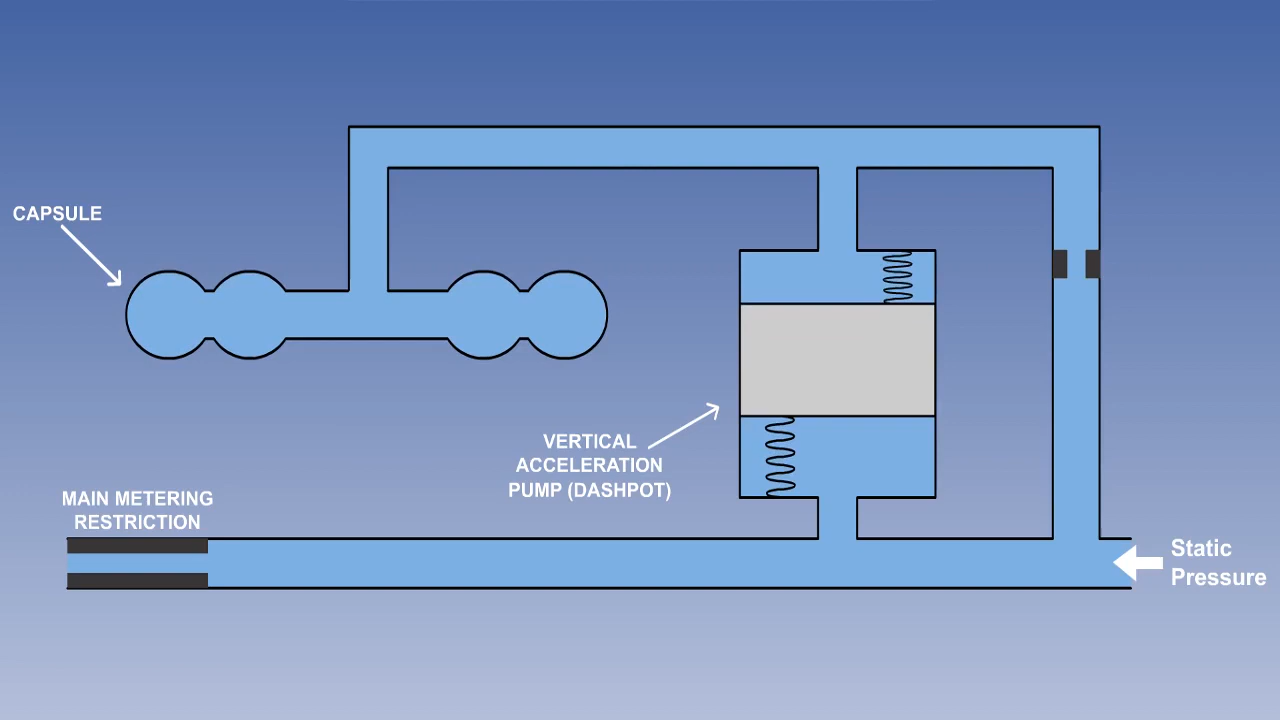 CAPSULE
VERTICAL
ACCELERATION
PUMP (DASHPOT)
MAIN METERING
RESTRICTION
Static
Pressure